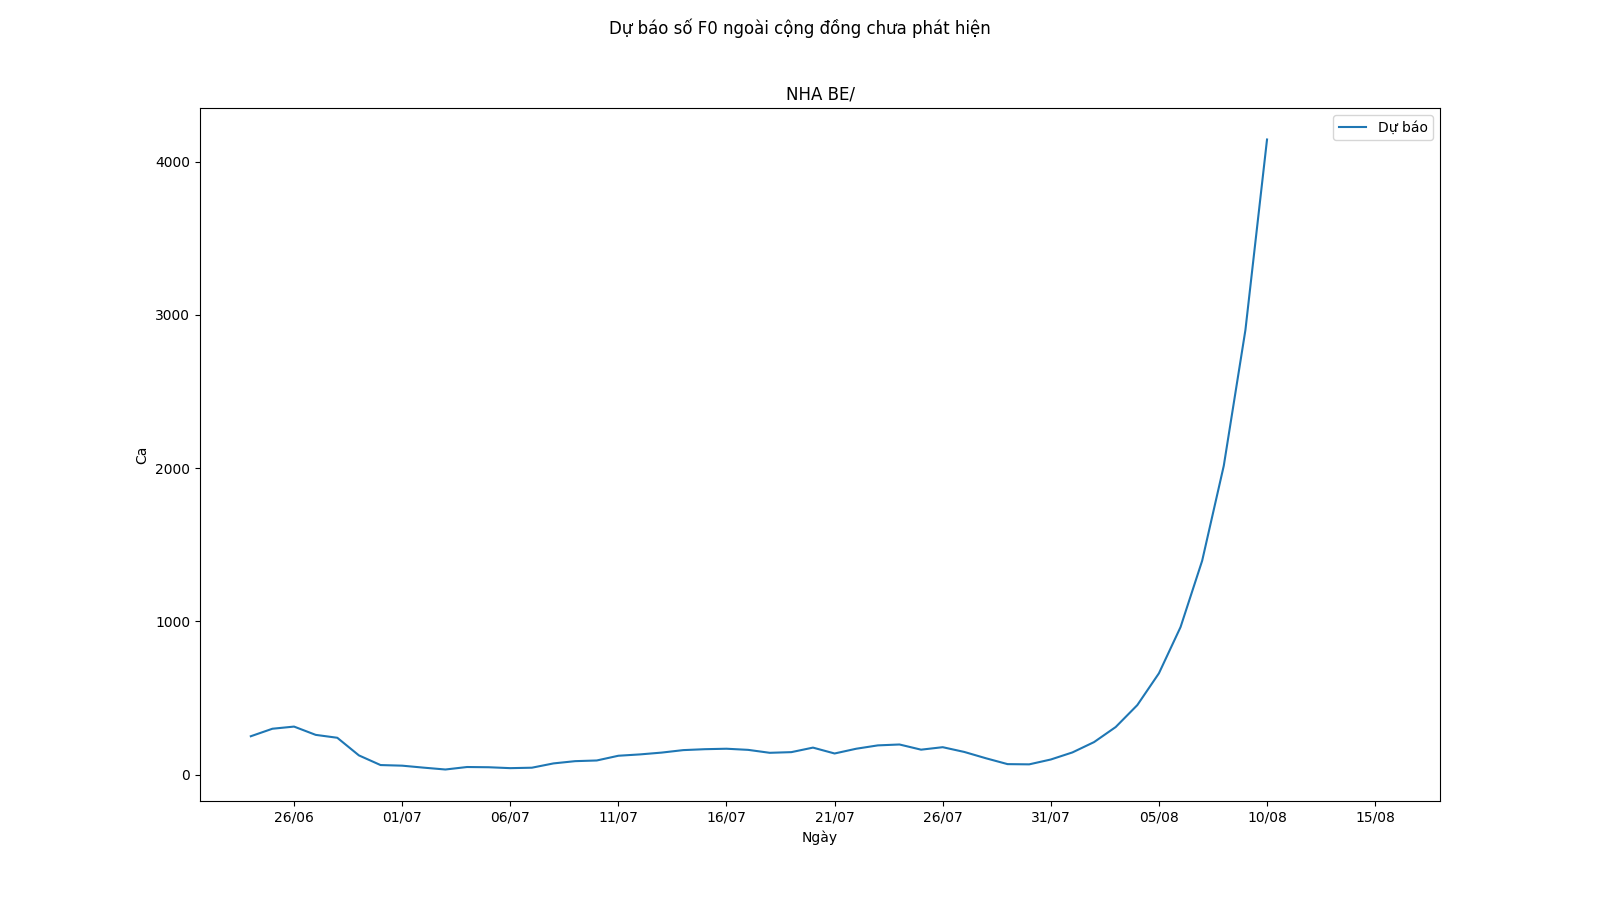 Dự báo số F0 ngoài cộng đồng chưa phát hiện
NHA BE/
Dự báo
4000
3000
2000
1000
0
Ca
26/06 01/07 06/07 11/07 16/07 21/07 26/07 31/07 05/08 10/08 15/08
Ngày